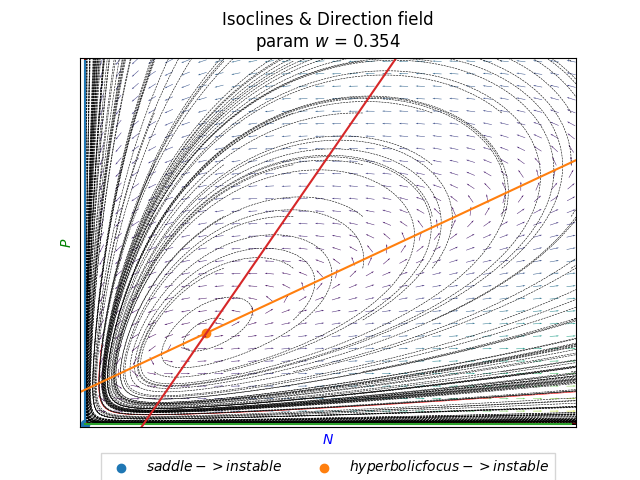 Isoclines & Direction field
param w = 0.354
P
N
saddle − > instable
hyperbolicfocus − > instable